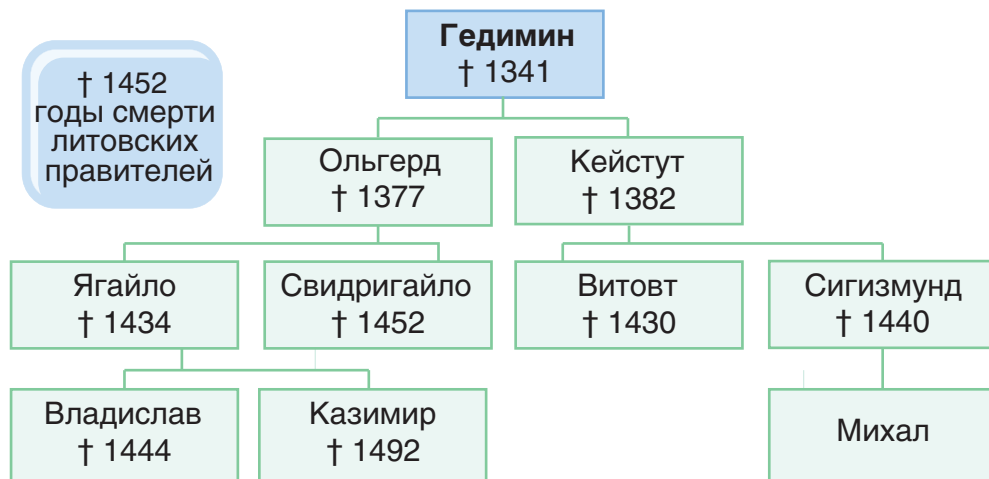 Гедимин
† 1341
† 1452
годы смерти
литовских
правителей
Ольгерд
† 1377
Кейстут
† 1382
Ягайло
† 1434
Свидригайло
† 1452
Витовт
† 1430
Сигизмунд
† 1440
Владислав
† 1444
Казимир
† 1492
Михал